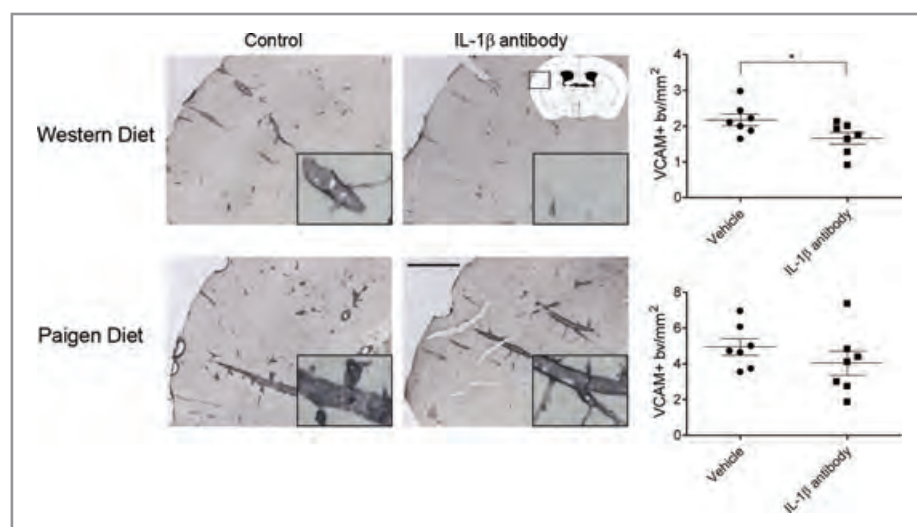 Control
IL-1β antibody
Western Diet
Paigen Diet
4
3
2
1
0
VCAM+ bv/mm²
*
Vehicle
IL-1β antibody
8
6
4
2
0
VCAM+ bv/mm²
Vehicle
IL-1β antibody